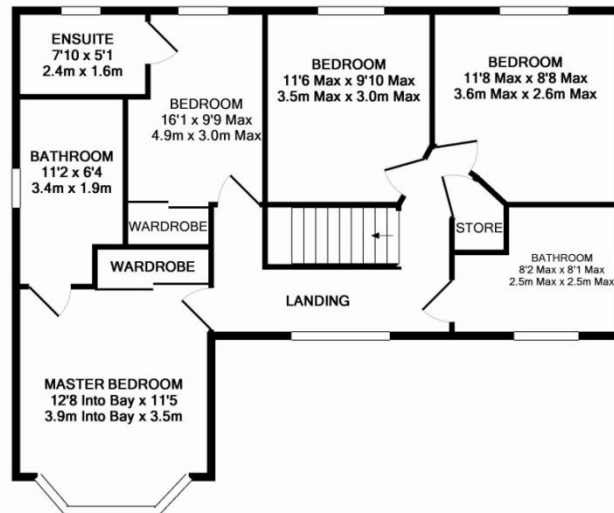 ENSUITE
7'10 x 5'1
2.4m x 1.6m
BEDROOM
16'1 x 9'9 Max
4.9m x 3.0m Max
BEDROOM
11'6 Max x 9'10 Max
3.5m Max x 3.0m Max
BEDROOM
11'8 Max x 8'8 Max
3.6m Max x 2.6m Max
BATHROOM
11'2 x 6'4
3.4m x 1.9m
WARDROBE
WARDROBE
STORE
BATHROOM
8'2 Max x 8'1 Max
2.5m Max x 2.5m Max
LANDING
MASTER BEDROOM
12'8 Into Bay x 11'5
3.9m Into Bay x 3.5m